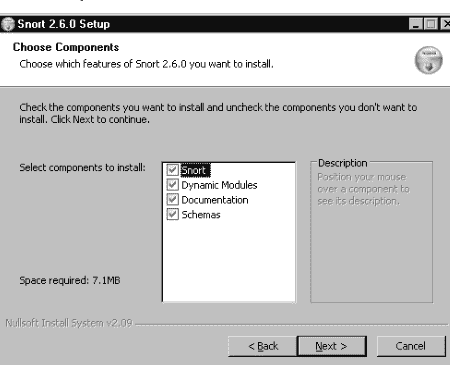 Snort 2.6.0 Setup
Choose Components
Choose which features of Snort 2.6.0 you want to install.
Check the components you want to install and uncheck the components you don't want to
install. Click Next to continue.
Select components to install:
Snort
Dynamic Modules
Documentation
Schemas
Description
Position your mouse
over a component to
see its description.
Space required: 7.1MB
Nullsoft Install System v2.09
< Back
Next >
Cancel